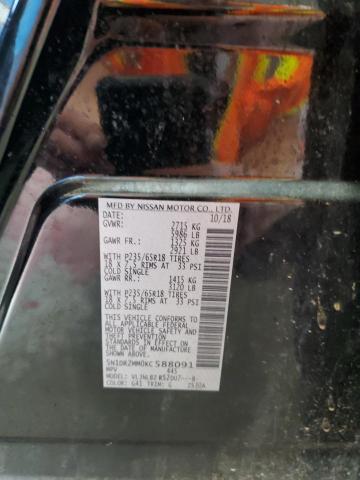 MFD BY NISSAN MOTOR CO., LTD.
DATE: 10/18
GVWR: 2715 KG
5986 LB
GAWR FR.: 1325 KG
2921 LB
WITH P235/65R18 TIRES
18 x 7.5 RIMS AT 33 PSI
COLD SINGLE
GAWR RR.: 1415 KG
3120 LB
WITH P235/65R18 TIRES
18 x 7.5 RIMS AT 33 PSI
COLD SINGLE
THIS VEHICLE CONFORMS TO
ALL APPLICABLE FEDERAL
MOTOR VEHICLE SAFETY
STANDARDS IN EFFECT ON
THE DATE OF MANUFACTURE
SHOWN ABOVE.
5N1DR2MM0KC588091
MPV 445
MODEL:
COLOR: G41 TRIM: G